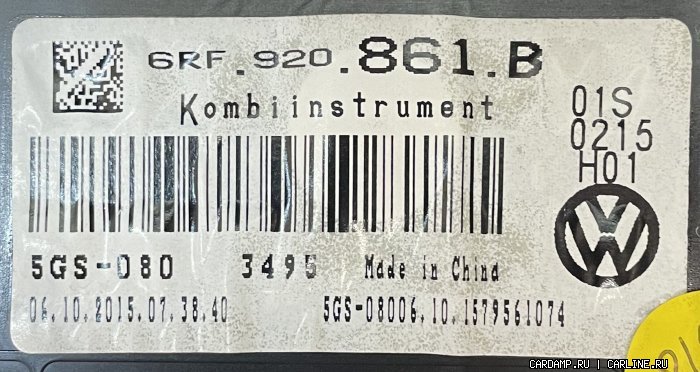 6RF.920.861.B
Kombiinstrument
01S
0215
H01
5GS-080 3495 Made in China
06.10.2015.07.38.40 5GS-08006.10.1579561074
CARDAMP.RU | CARLINE.RU